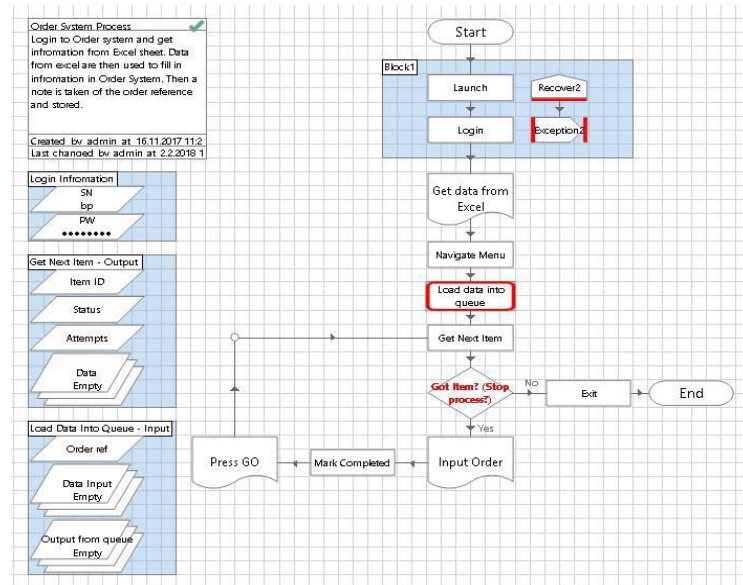 Order System Process
Login to Order system and get
infromation from Excel sheet. Data
from excel are then used to fill in
infromation in Order System. Then a
note is taken of the order reference
and stored.
Created by admin at 16.11.2017 11:2
Last changed by admin at 2.2.2018 1
Login Infromation
SN
bp
PW
••••••••
Get Next Item - Output
Item ID
Status
Attempts
Data
Empty
Load Data Into Queue - Input
Order ref
Data Input
Empty
Output from queue
Empty
Start
Block1
Launch
Recover2
Login
Exception2
Get data from
Excel
Navigate Menu
Load data into
queue
Get Next Item
Got Item? (Stop
process?)
No
Exit
End
Yes
Input Order
Mark Completed
Press GO